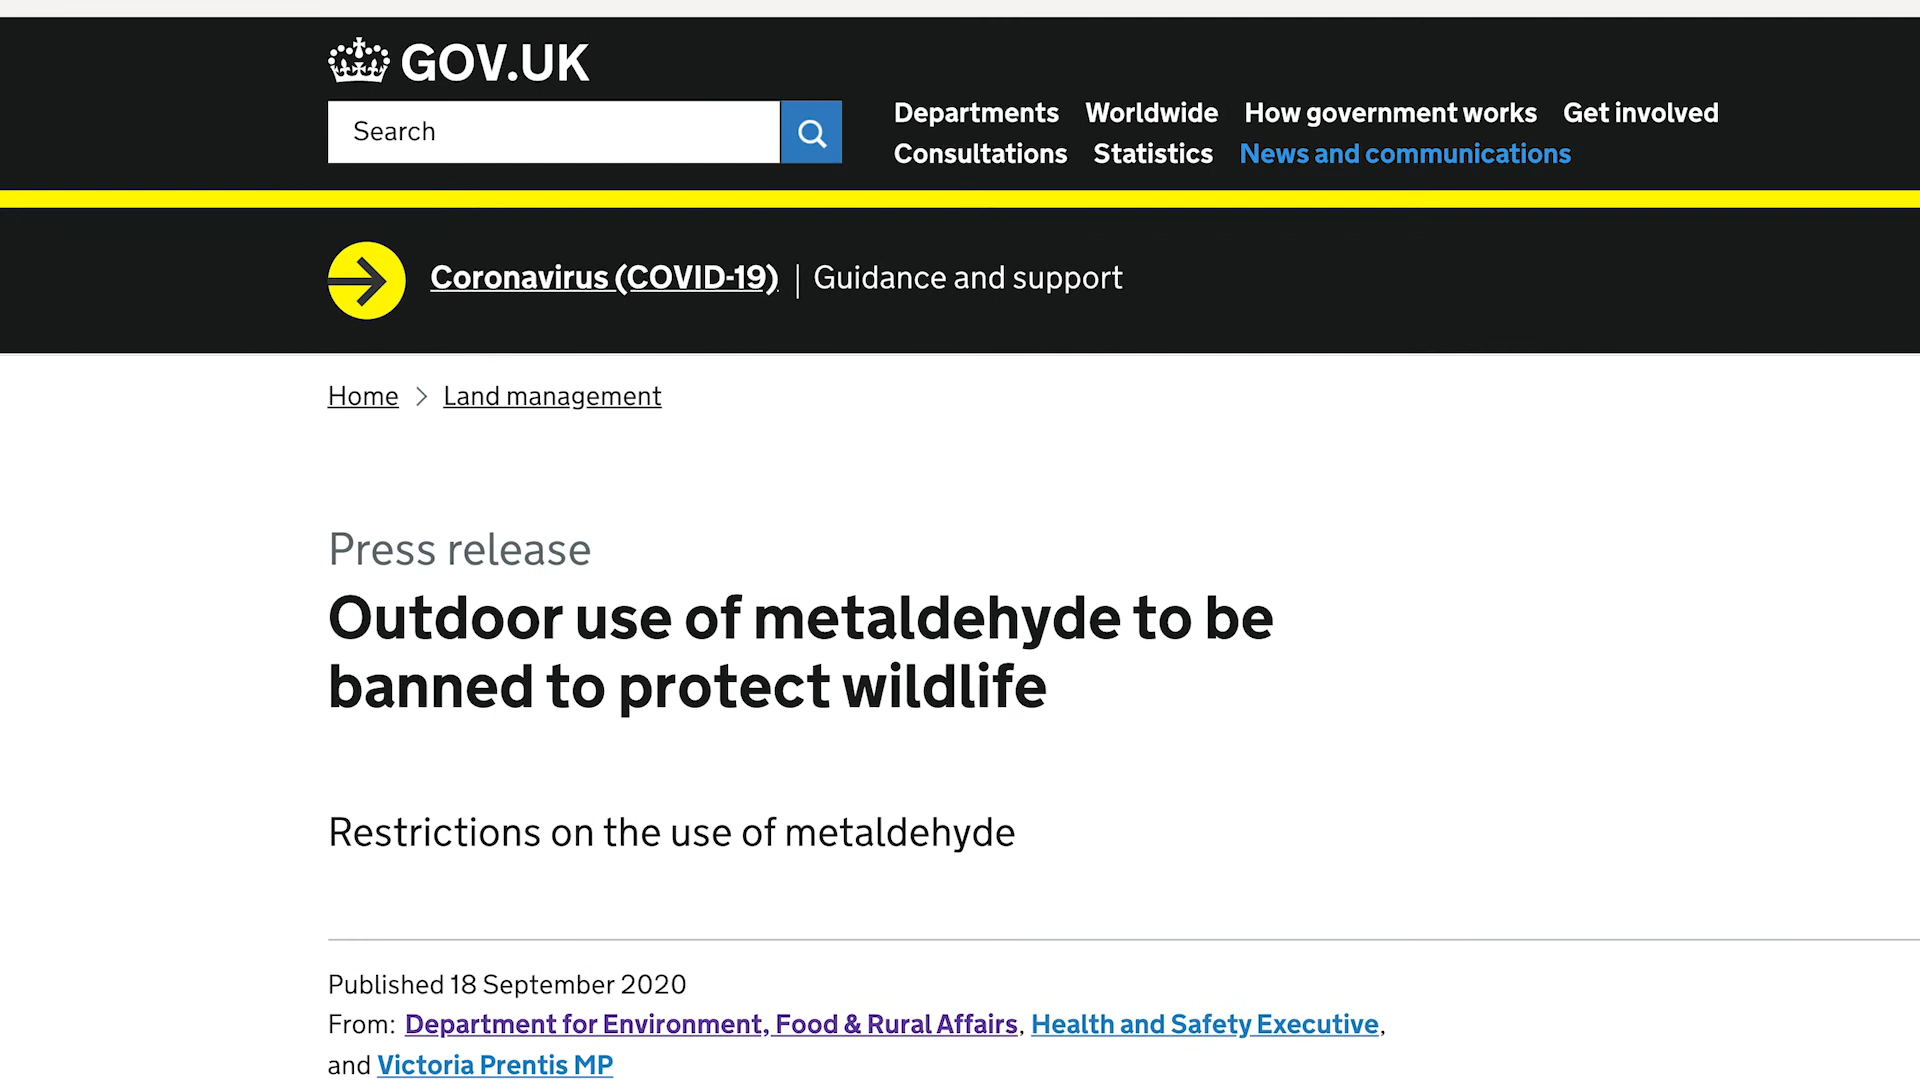 GOV.UK
Search
Departments Worldwide How government works Get involved
Consultations Statistics News and communications
Coronavirus (COVID-19) | Guidance and support
Home > Land management
Press release
Outdoor use of metaldehyde to be
banned to protect wildlife
Restrictions on the use of metaldehyde
Published 18 September 2020
From: Department for Environment, Food & Rural Affairs, Health and Safety Executive,
and Victoria Prentis MP